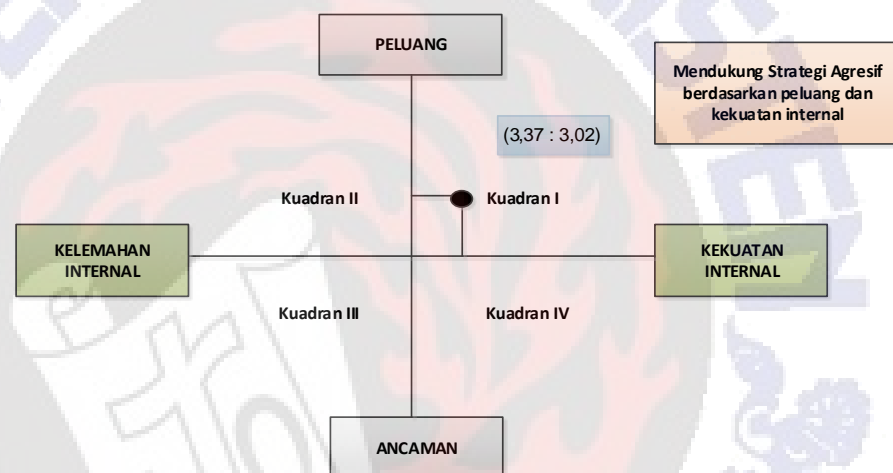 PELUANG
Mendukung Strategi Agresif
berdasarkan peluang dan
kekuatan internal
(3,37 : 3,02)
Kuadran II
Kuadran I
KELEMAHAN
INTERNAL
KEKUATAN
INTERNAL
Kuadran III
Kuadran IV
ANCAMAN